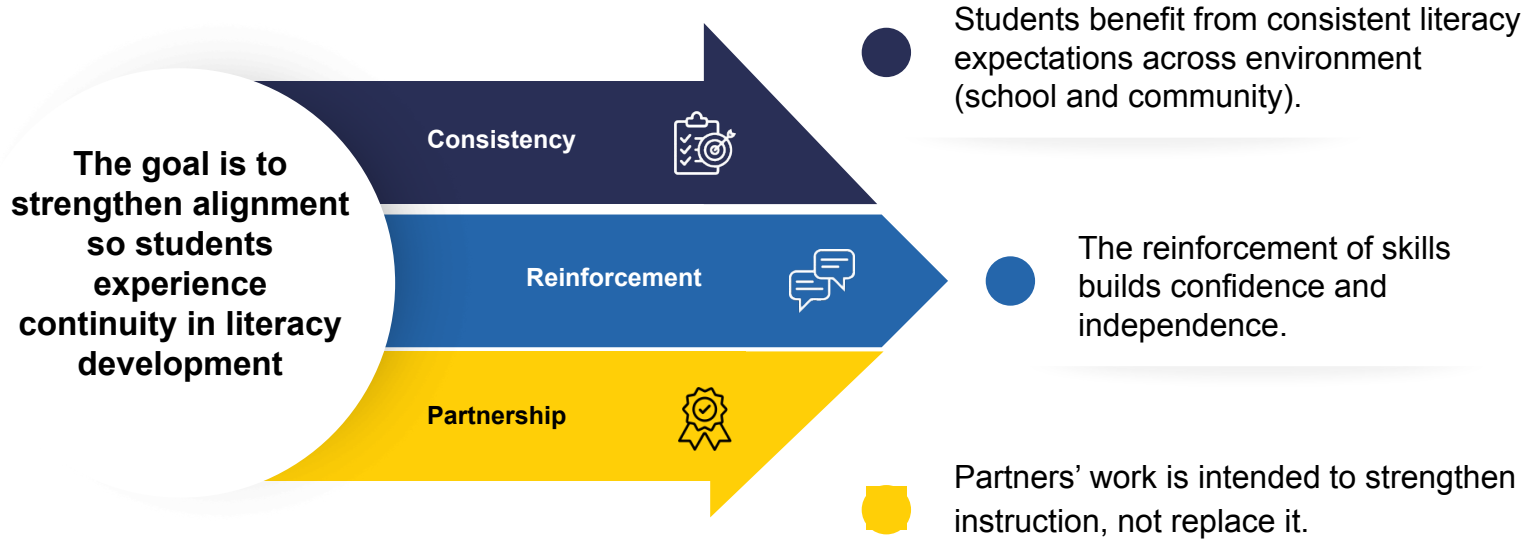 The goal is to
strengthen alignment
so students
experience
continuity in literacy
development
Consistency
Students benefit from consistent literacy
expectations across environment
(school and community).
Reinforcement
The reinforcement of skills
builds confidence and
independence.
Partnership
Partners’ work is intended to strengthen
instruction, not replace it.